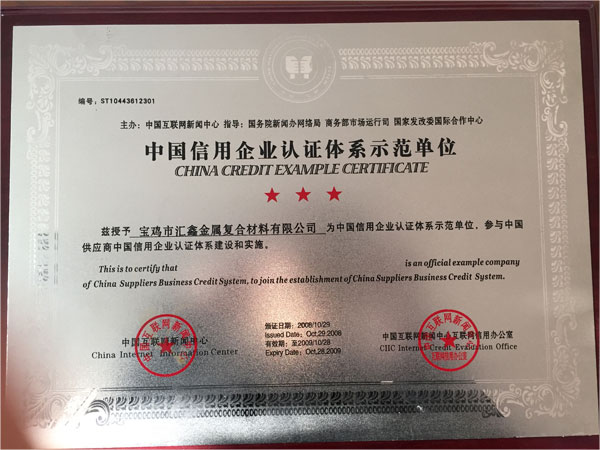 编号：ST10443612301
主办：中国互联网新闻中心 指导：国务院新闻办网络局 商务部市场运行司 国家发改委国际合作中心
中国信用企业认证体系示范单位
CHINA CREDIT EXAMPLE CERTIFICATE
兹授予 宝鸡市汇鑫金属复合材料有限公司 为中国信用企业认证体系示范单位，参与中国
供应商中国信用企业认证体系建设和实施。
This is to certify that is an official example company
of China Suppliers Business Credit System, to join the establishment of China Suppliers Business Credit System.
中国互联网新闻中心
China Internet Information Center
颁证日期：2008/10/29
Issued Date：Oct,29,2008
有效期：至2009/10/28
Expiry Date：Oct,28,2009
中国互联网新闻中心互联网信用办公室
CIIC Internet Credit Evaluation Office
中国互联网新闻中心